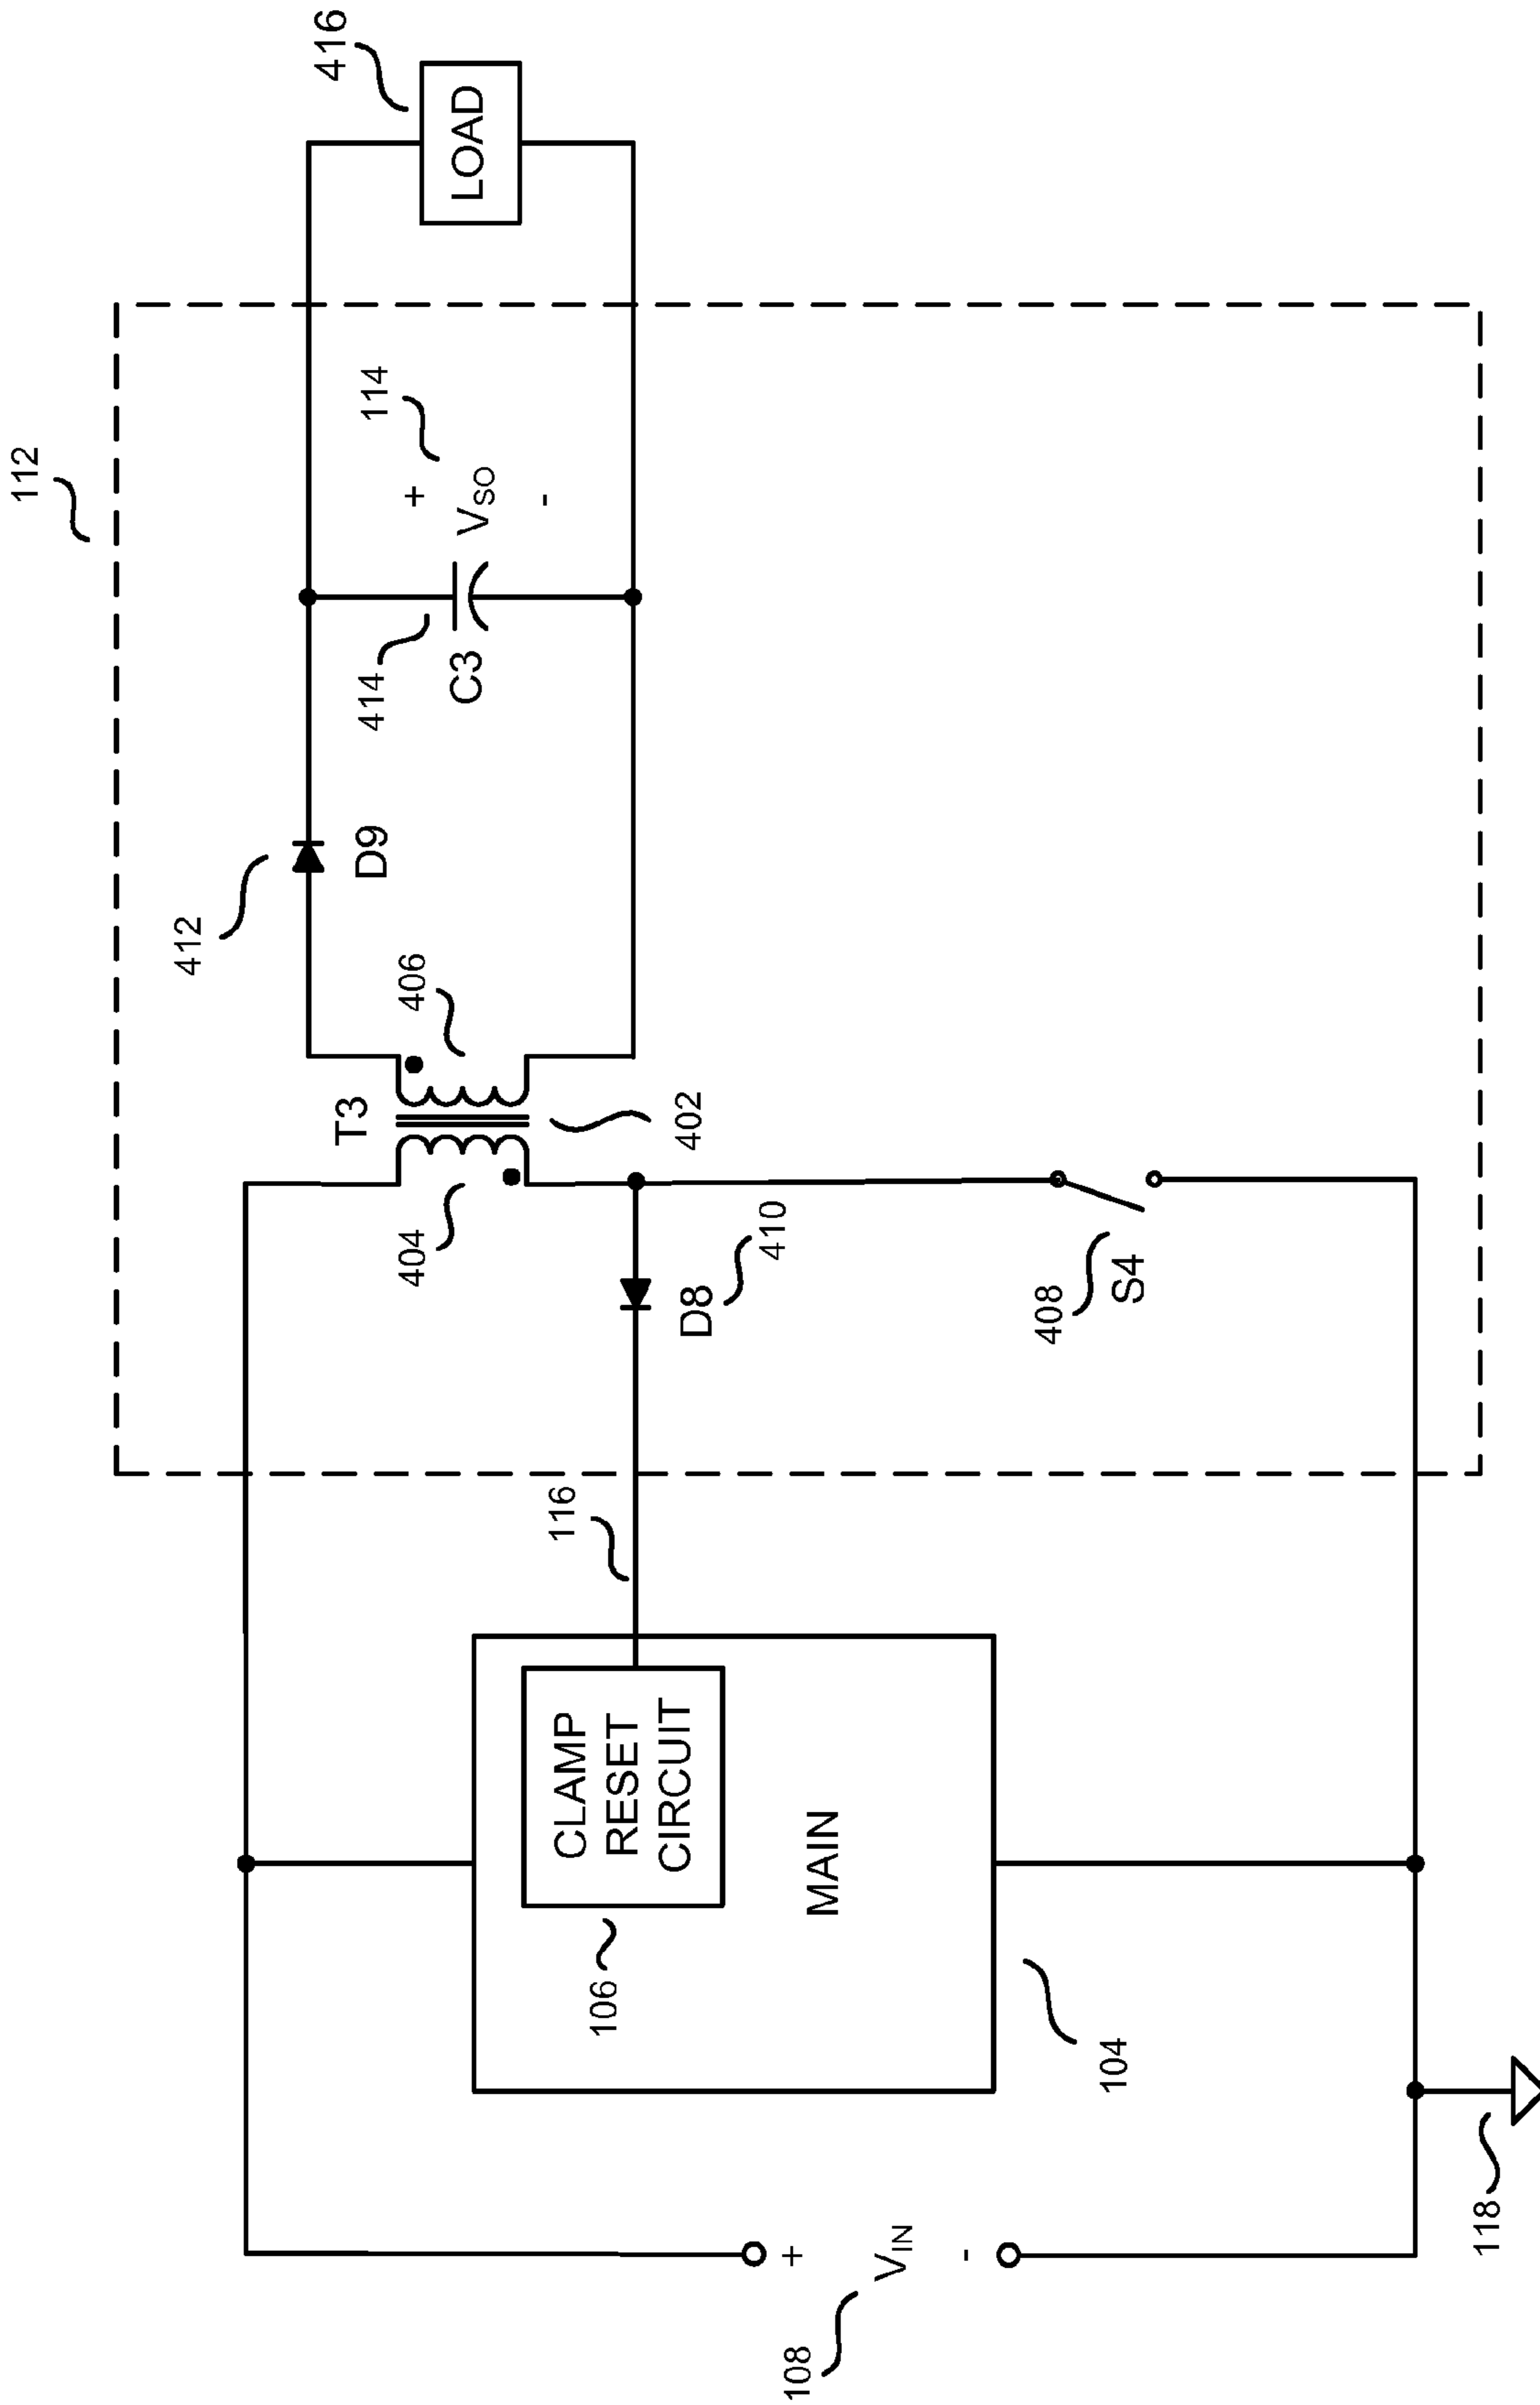 112
416
LOAD
412
D9
414
C3
+
VSO
-
114
T3
404
406
402
116
D8
410
408
S4
CLAMP
RESET
CIRCUIT
106
MAIN
104
108
+
VIN
-
118